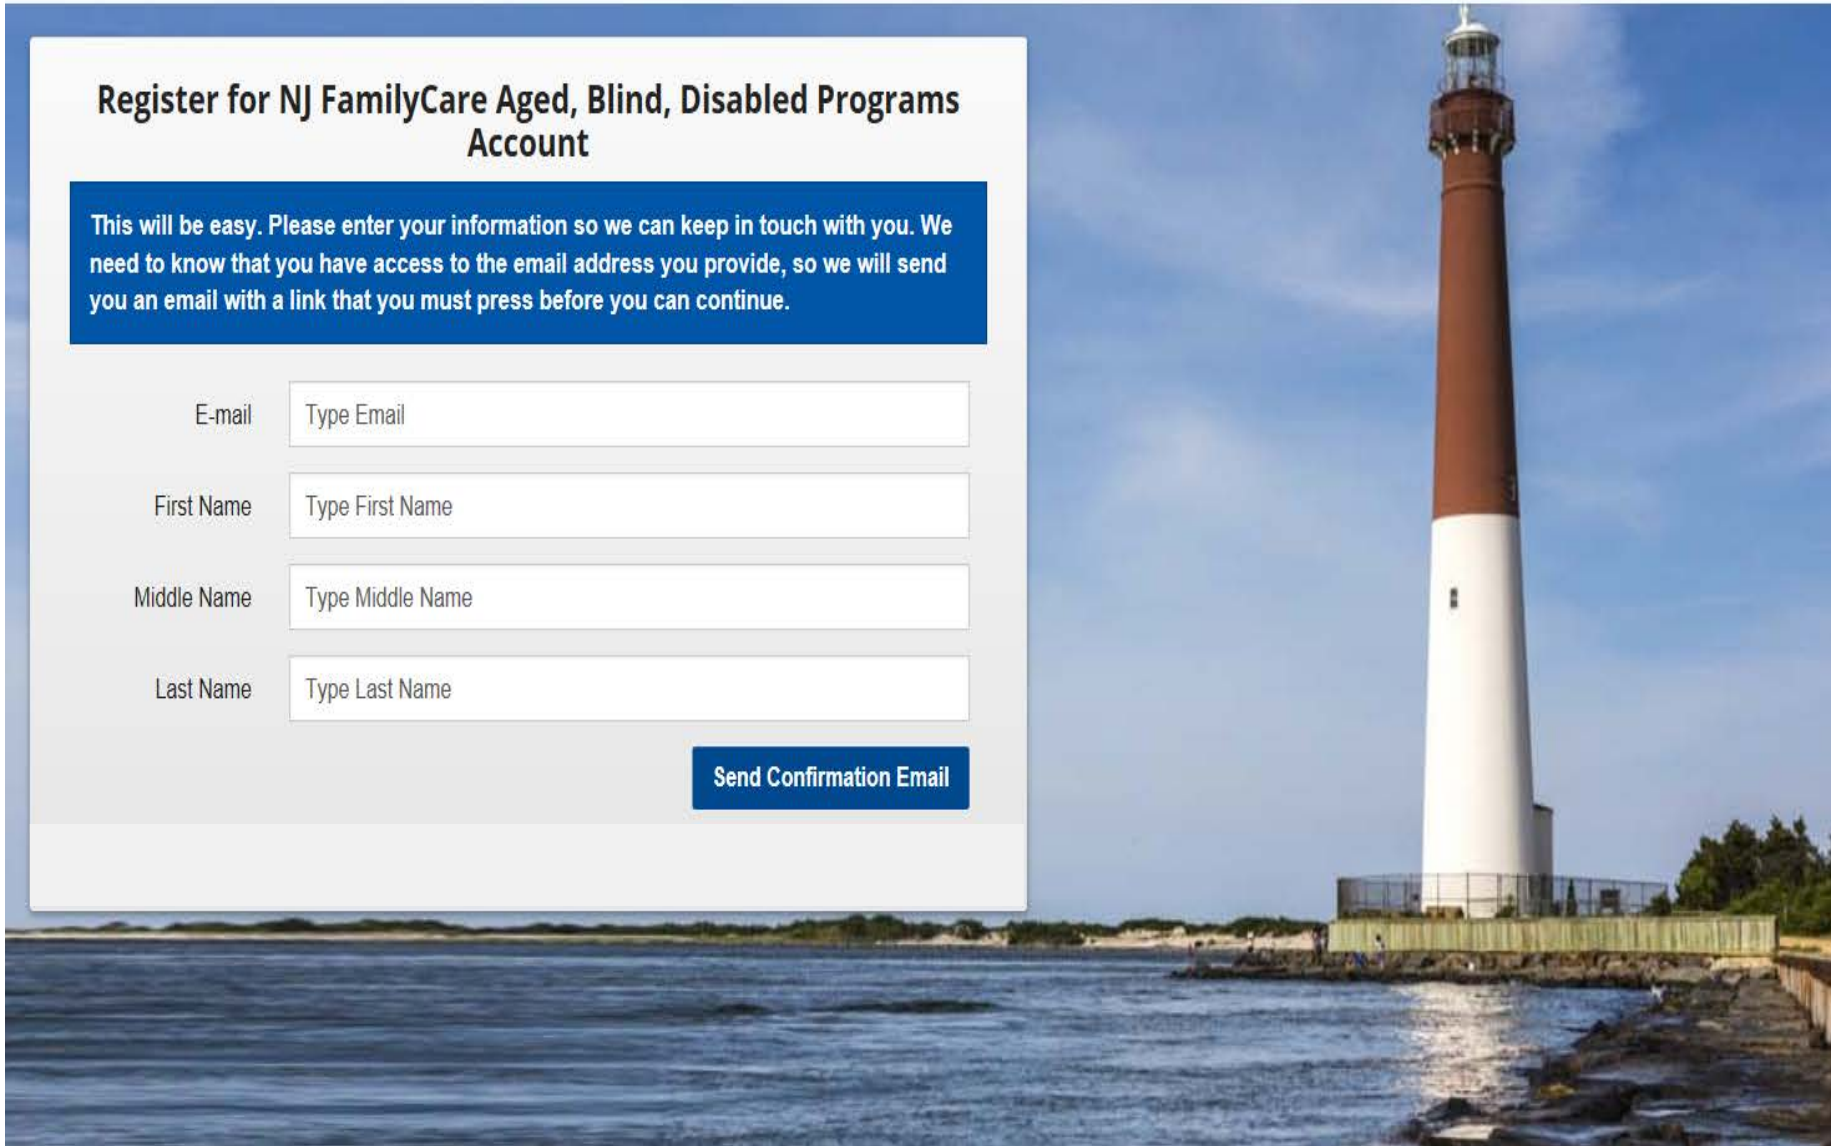 Register for NJ FamilyCare Aged, Blind, Disabled Programs
Account
This will be easy. Please enter your information so we can keep in touch with you. We
need to know that you have access to the email address you provide, so we will send
you an email with a link that you must press before you can continue.
E-mail Type Email
First Name Type First Name
Middle Name Type Middle Name
Last Name Type Last Name
Send Confirmation Email